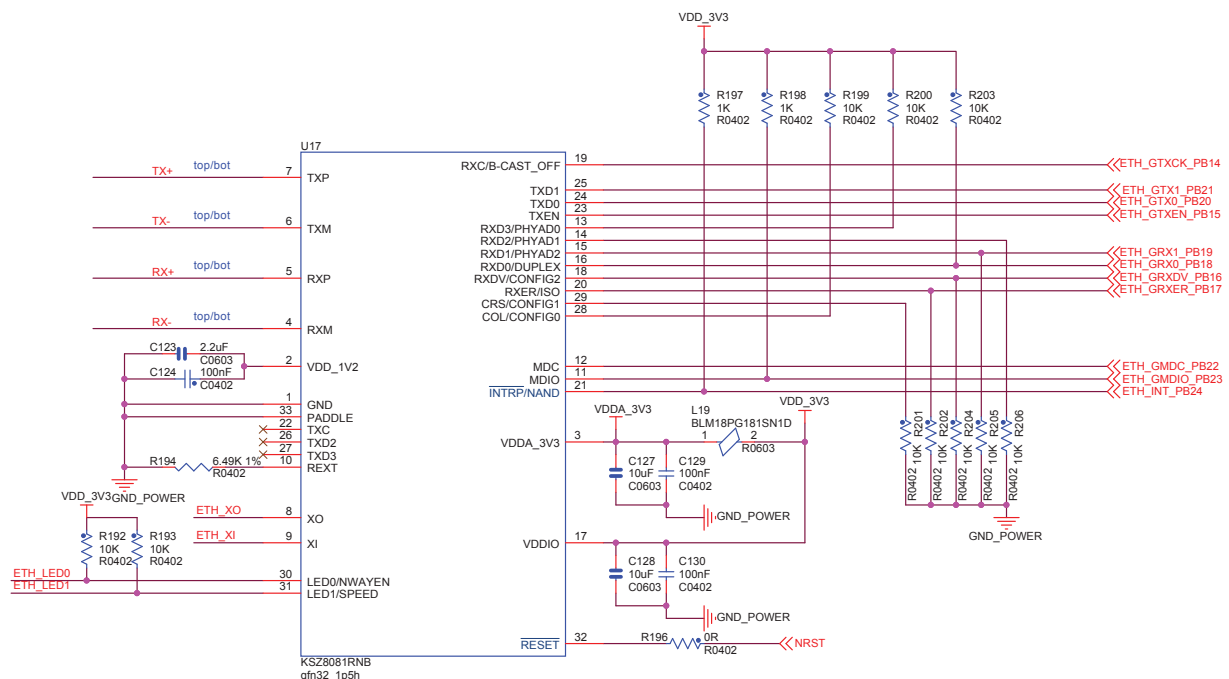 VDD_3V3
R197
1K
R0402
R198
1K
R0402
R199
10K
R0402
R200
10K
R0402
R203
10K
R0402
U17
TX+ top/bot 7 TXP
TX- top/bot 6 TXM
RX+ top/bot 5 RXP
RX- top/bot 4 RXM
C123 2.2uF
C0603
C124 100nF
C0402
2 VDD_1V2
1 GND
33 PADDLE
22 TXC
26 TXD2
27 TXD3
10 REXT
R194 6.49K 1%
R0402
GND_POWER
VDD_3V3
R192
10K
R0402
R193
10K
R0402
ETH_XO 8 XO
ETH_XI 9 XI
ETH_LED0 30 LED0/NWAYEN
ETH_LED1 31 LED1/SPEED
RXC/B-CAST_OFF 19 ETH_GTXCK_PB14
TXD1 25 ETH_GTX1_PB21
TXD0 24 ETH_GTX0_PB20
TXEN 23 ETH_GTXEN_PB15
RXD3/PHYAD0 13
RXD2/PHYAD1 14
RXD1/PHYAD2 15 ETH_GRX1_PB19
RXD0/DUPLEX 16 ETH_GRX0_PB18
RXDV/CONFIG2 18 ETH_GRXDV_PB16
RXER/ISO 20 ETH_GRXER_PB17
CRS/CONFIG1 29
COL/CONFIG0 28
MDC 12 ETH_GMDC_PB22
MDIO 11 ETH_GMDIO_PB23
INTRP/NAND 21 ETH_INT_PB24
VDDA_3V3
L19
BLM18PG181SN1D
1 2
R0603
VDD_3V3
VDDA_3V3 3
C127
10uF
C0603
C129
100nF
C0402
GND_POWER
VDDIO 17
C128
10uF
C0603
C130
100nF
C0402
GND_POWER
RESET 32 R196 0R NRST
R0402
R0402 10K R201
R0402 10K R202
R0402 10K R204
R0402 10K R205
R0402 10K R206
GND_POWER
KSZ8081RNB
qfn32_1p5h